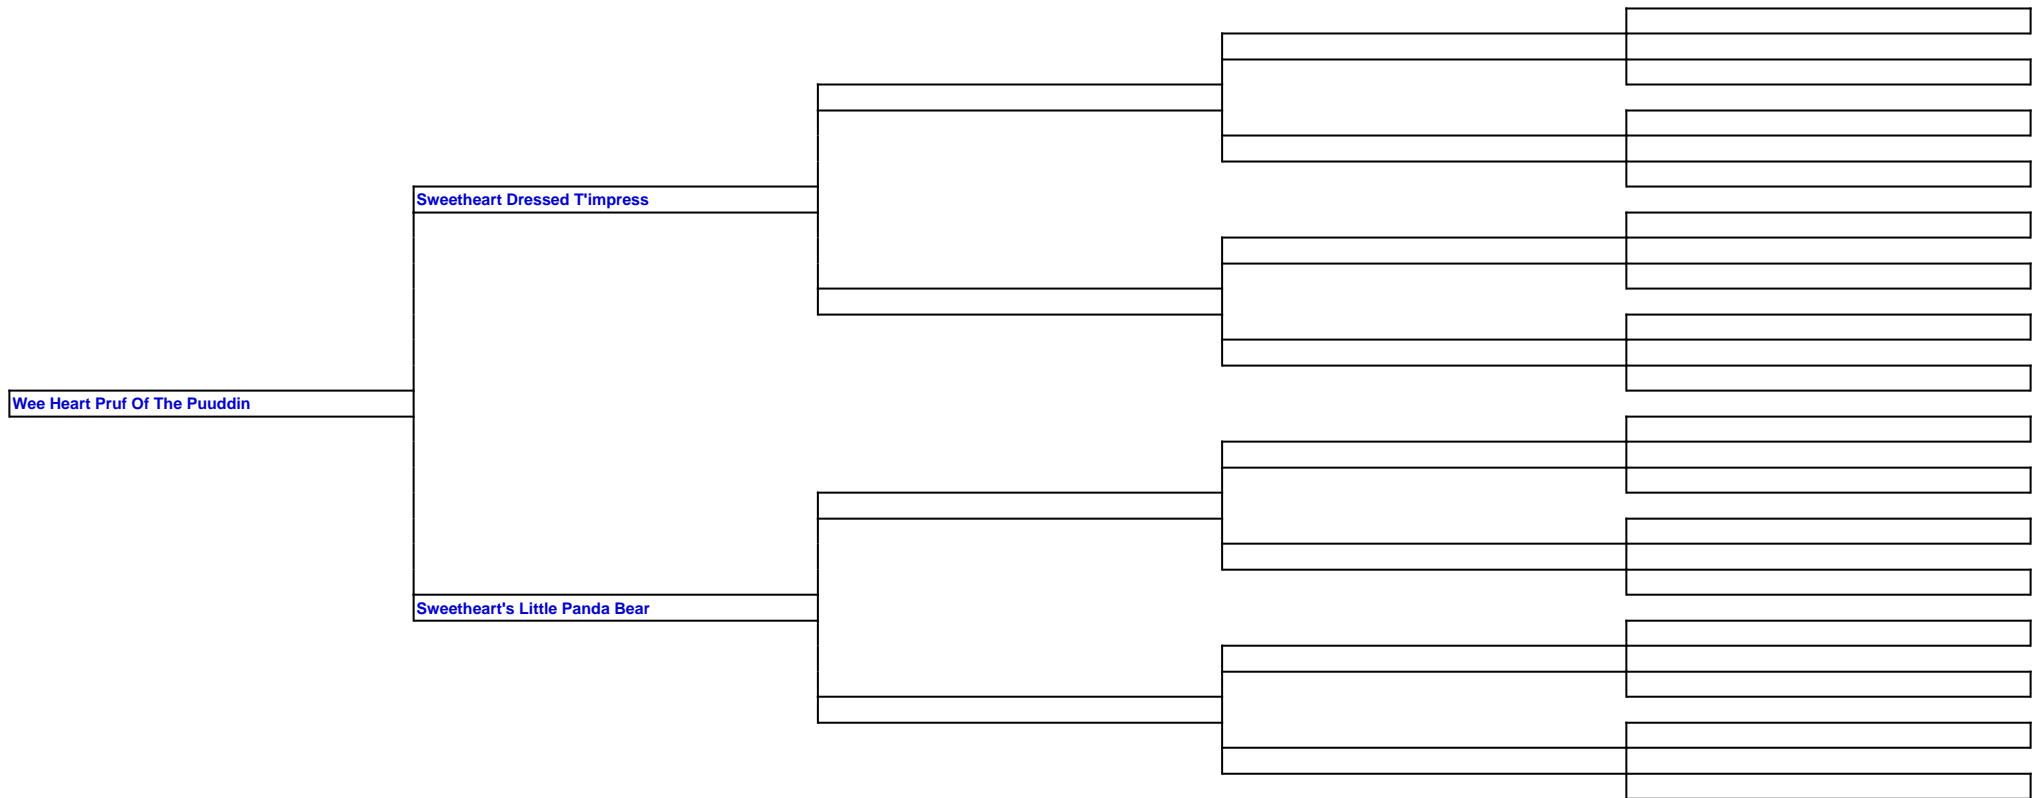 Sweetheart Dressed T'impress
Wee Heart Pruf Of The Puuddin
Sweetheart's Little Panda Bear